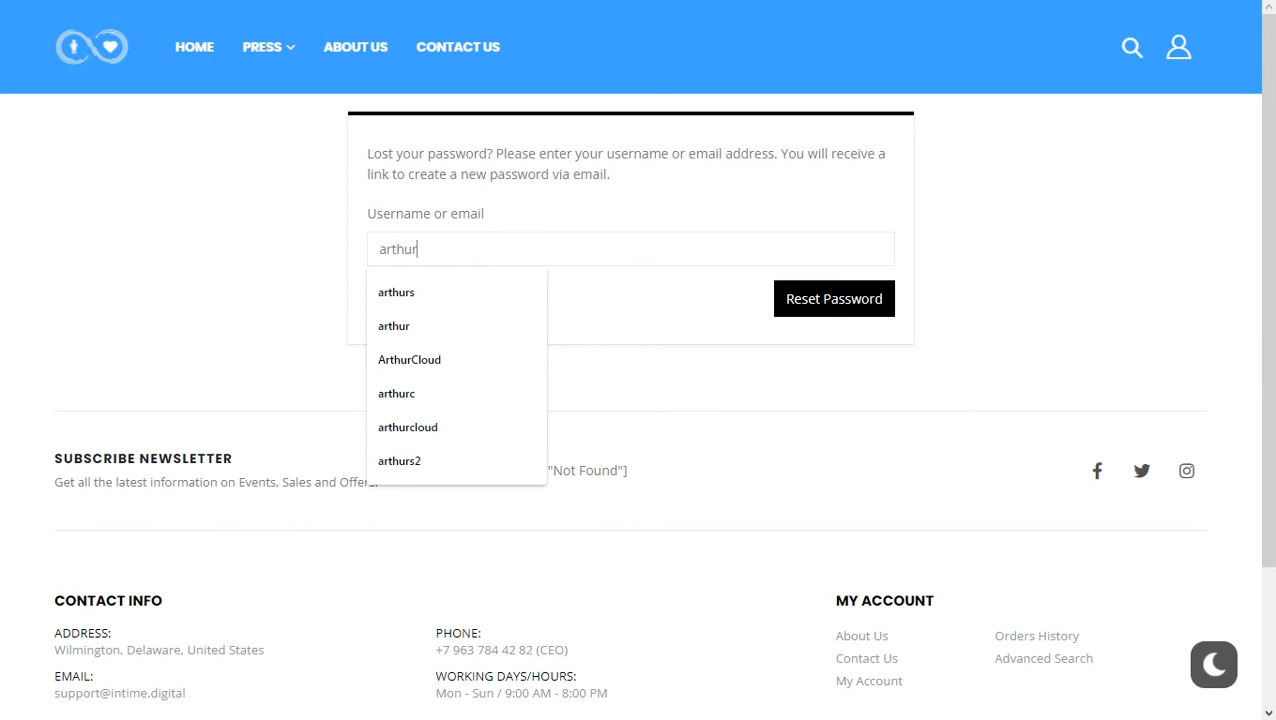 HOME PRESS ABOUT US CONTACT US
Lost your password? Please enter your username or email address. You will receive a
link to create a new password via email.
Username or email
arthur
arthurs
arthur
ArthurCloud
arthurc
arthurcloud
arthurs2
Reset Password
SUBSCRIBE NEWSLETTER
Get all the latest information on Events, Sales and Offers.
"Not Found"]
CONTACT INFO
ADDRESS:
Wilmington, Delaware, United States
EMAIL:
support@intime.digital
PHONE:
+7 963 784 42 82 (CEO)
WORKING DAYS/HOURS:
Mon - Sun / 9:00 AM - 8:00 PM
MY ACCOUNT
About Us
Contact Us
My Account
Orders History
Advanced Search